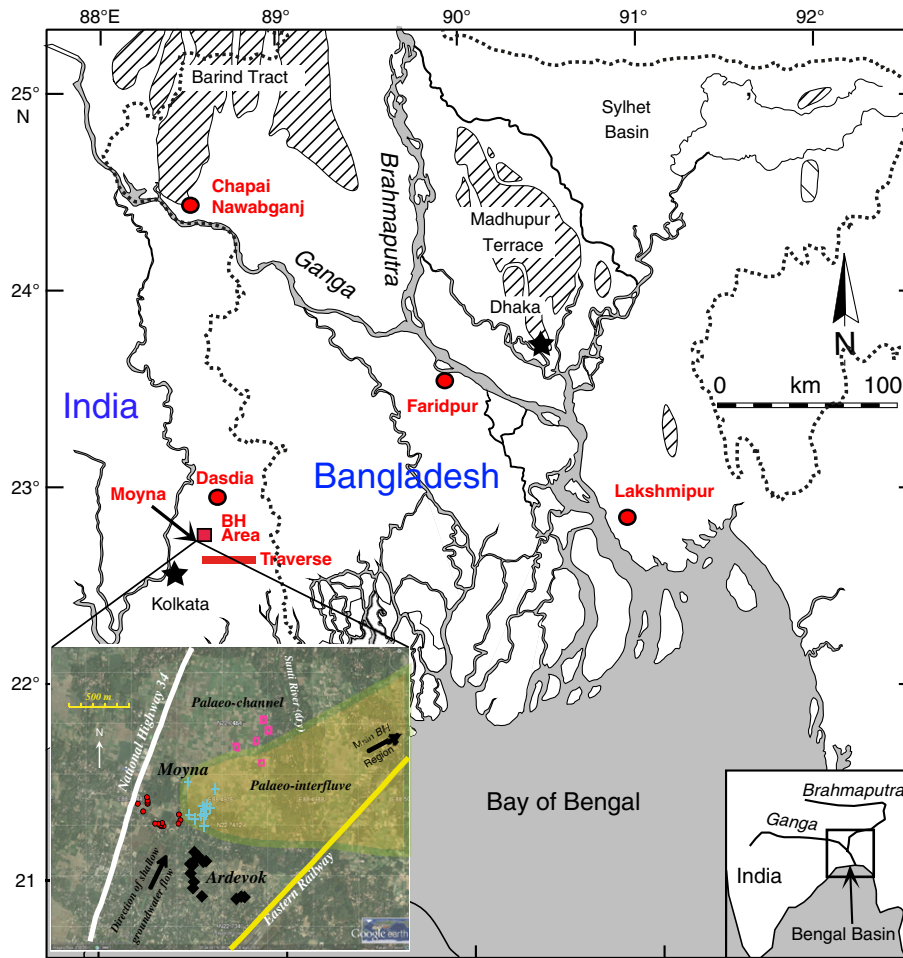 88°E
89°
90°
91°
92°
25°
N
24°
23°
22°
21
Barind Tract
Sylhet
Basin
Chapai
Nawabganj
Brahmaputra
Madhupur
Terrace
Ganga
Dhaka
N
0 km 100
Faridpur
India
Bangladesh
Dasdia
Moyna
BH
Area
Lakshmipur
Traverse
Kolkata
Bay of Bengal
500 m
N
National Highway 34
Palaeo-channel
Sunti River (dry)
Main BH
Region
Moyna
Palaeo-interfluve
Direction of shallow
groundwater flow
Ardevok
Eastern Railway
Google earth
Brahmaputra
Ganga
India
Bengal Basin